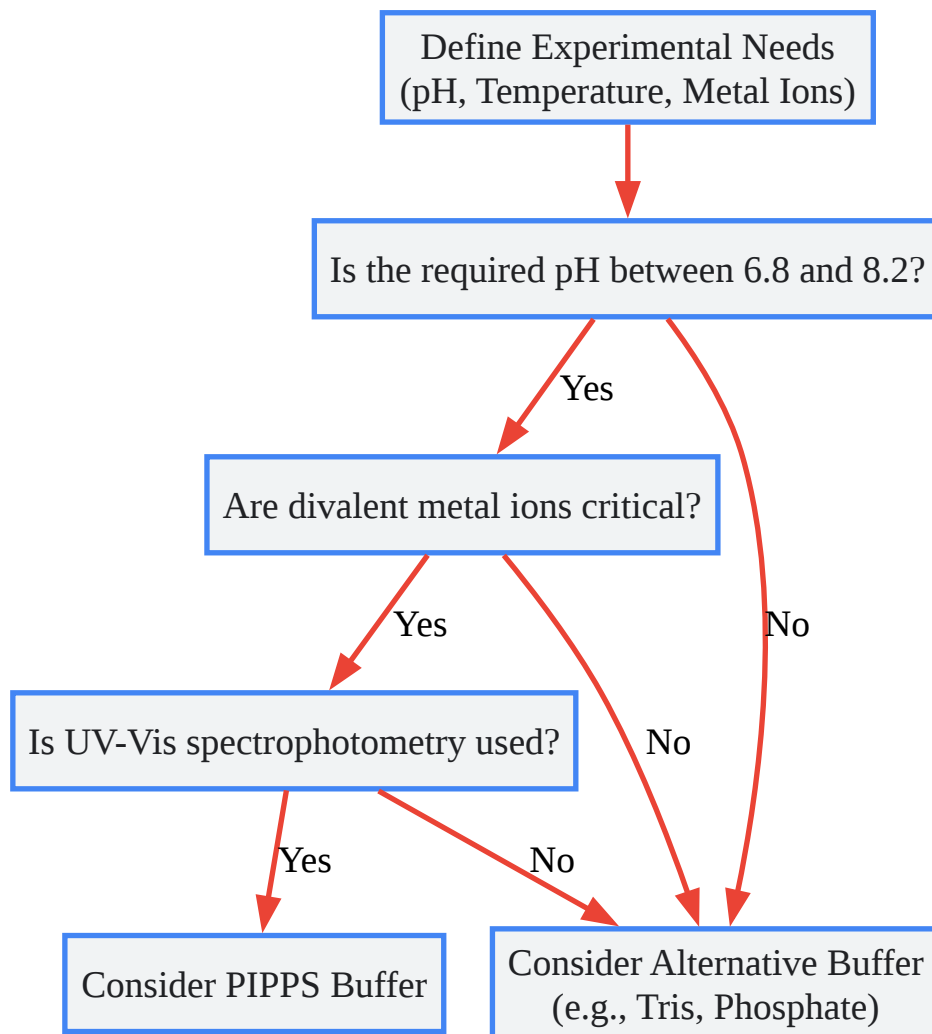 Define Experimental Needs
(pH, Temperature, Metal Ions)
Is the required pH between 6.8 and 8.2?
Yes
Are divalent metal ions critical?
Yes
No
Is UV-Vis spectrophotometry used?
No
Yes
No
Consider PIPPS Buffer
Consider Alternative Buffer
(e.g., Tris, Phosphate)